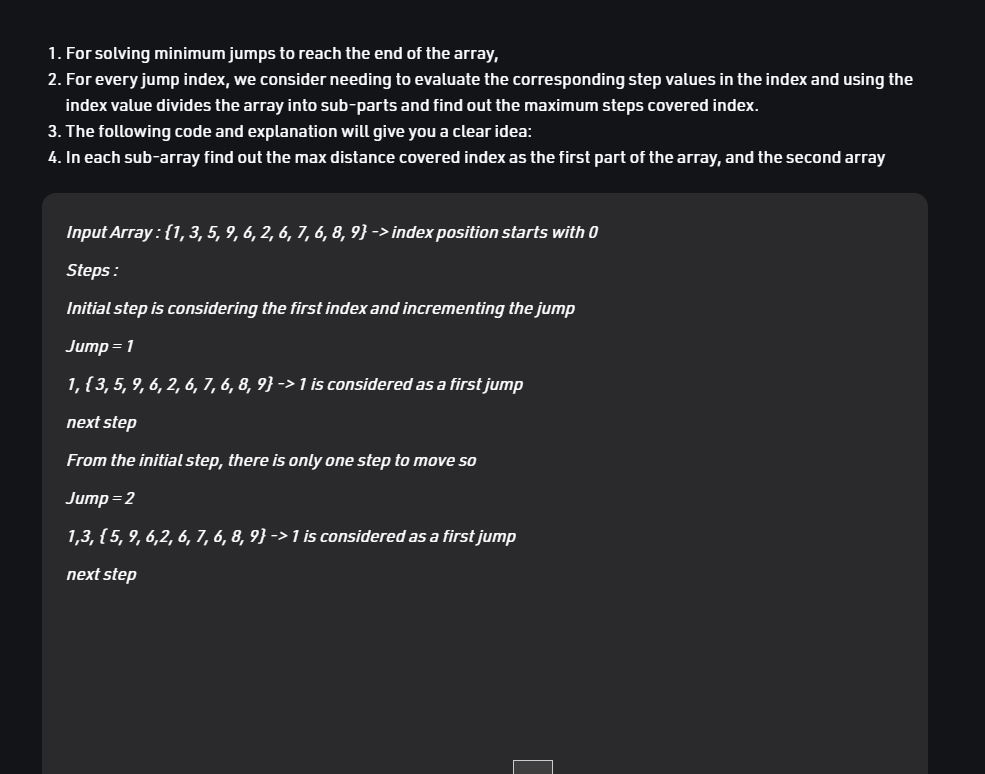 1. For solving minimum jumps to reach the end of the array,
2. For every jump index, we consider needing to evaluate the corresponding step values in the index and using the
index value divides the array into sub-parts and find out the maximum steps covered index.
3. The following code and explanation will give you a clear idea:
4. In each sub-array find out the max distance covered index as the first part of the array, and the second array
Input Array : {1, 3, 5, 9, 6, 2, 6, 7, 6, 8, 9} -> index position starts with 0
Steps :
Initial step is considering the first index and incrementing the jump
Jump = 1
1, { 3, 5, 9, 6, 2, 6, 7, 6, 8, 9} -> 1 is considered as a first jump
next step
From the initial step, there is only one step to move so
Jump = 2
1,3, { 5, 9, 6,2, 6, 7, 6, 8, 9} -> 1 is considered as a first jump
next step